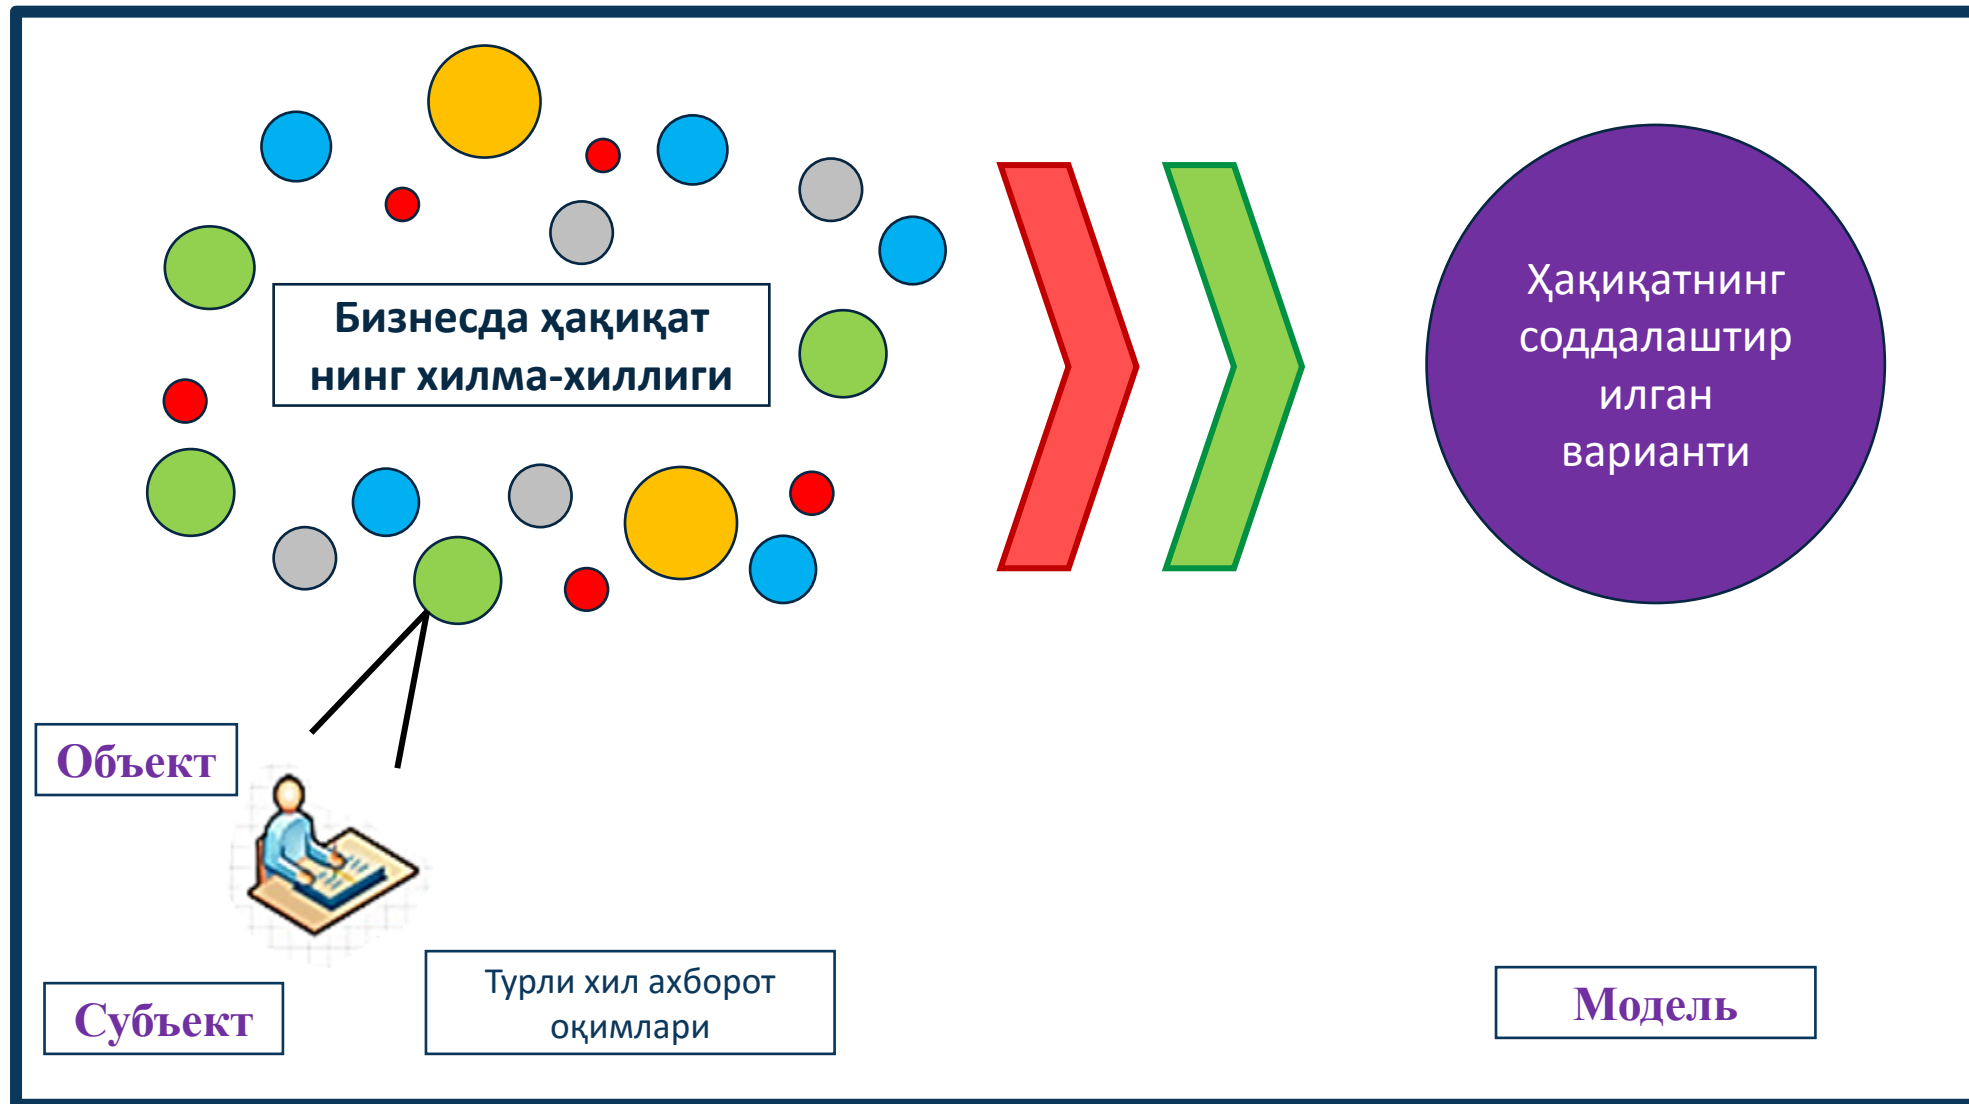 Бизнесда ҳақиқат
нинг хилма-хиллиги
Ҳақиқатнинг
соддалаштир
илган
варианти
Объект
Субъект
Турли хил ахборот
оқимлари
Модель